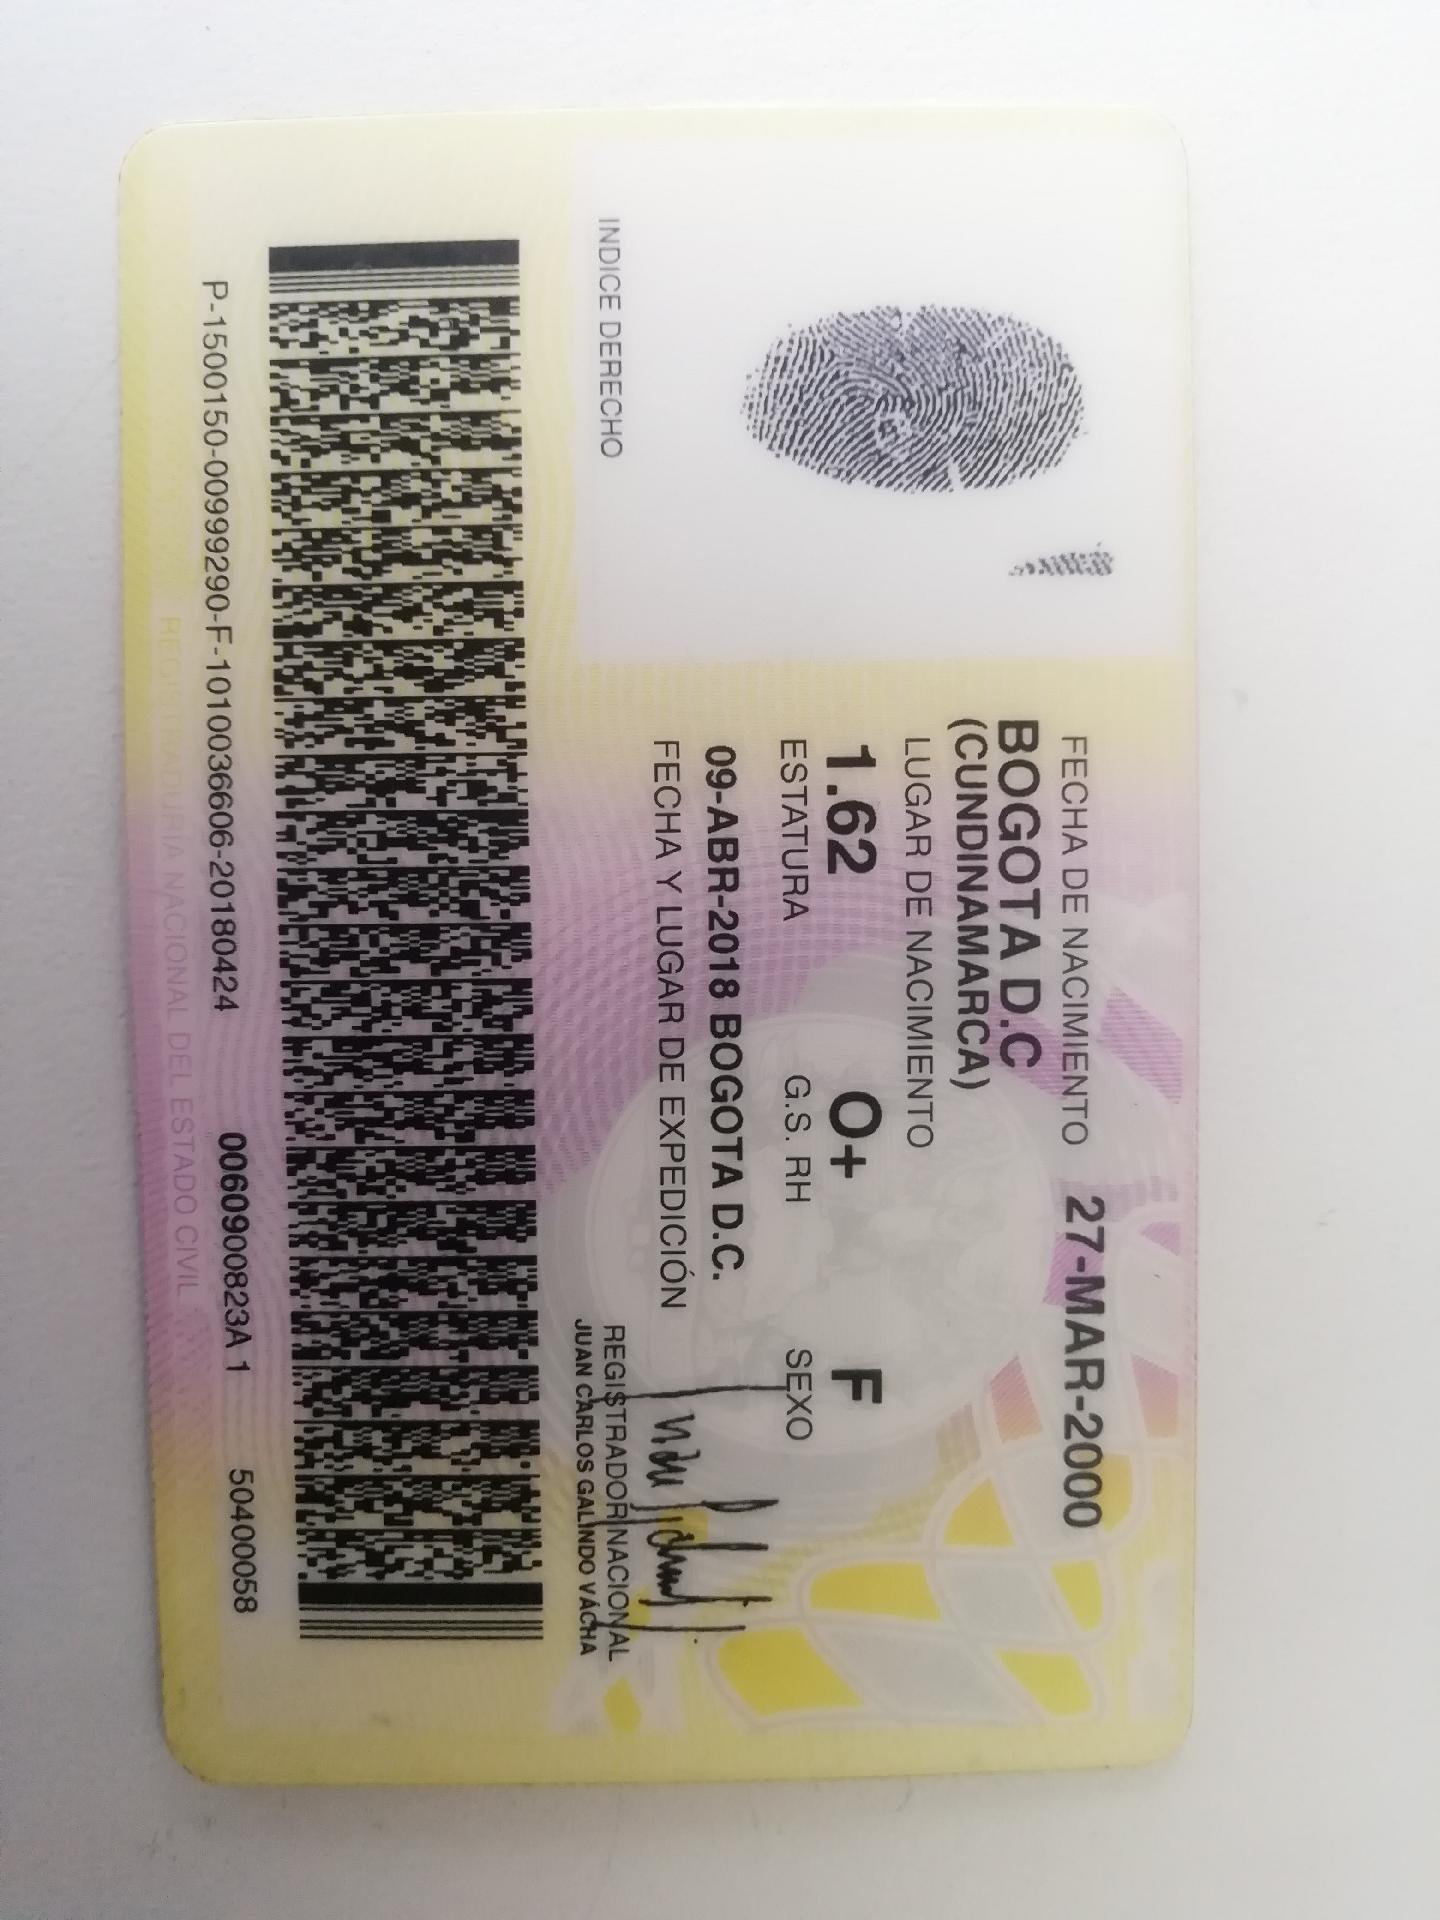 FECHA DE NACIMIENTO 27-MAR-2000
BOGOTA D.C
(CUNDINAMARCA)
LUGAR DE NACIMIENTO
1.62 O+ F
ESTATURA G.S. RH SEXO
09-ABR-2018 BOGOTA D.C.
FECHA Y LUGAR DE EXPEDICIÓN
INDICE DERECHO
REGISTRADOR NACIONAL
JUAN CARLOS GALINDO VÁCHA
P-1500150-00999290-F-1010036606-20180424 0060900823A 1 504000058
REGISTRADURIA NACIONAL DEL ESTADO CIVIL